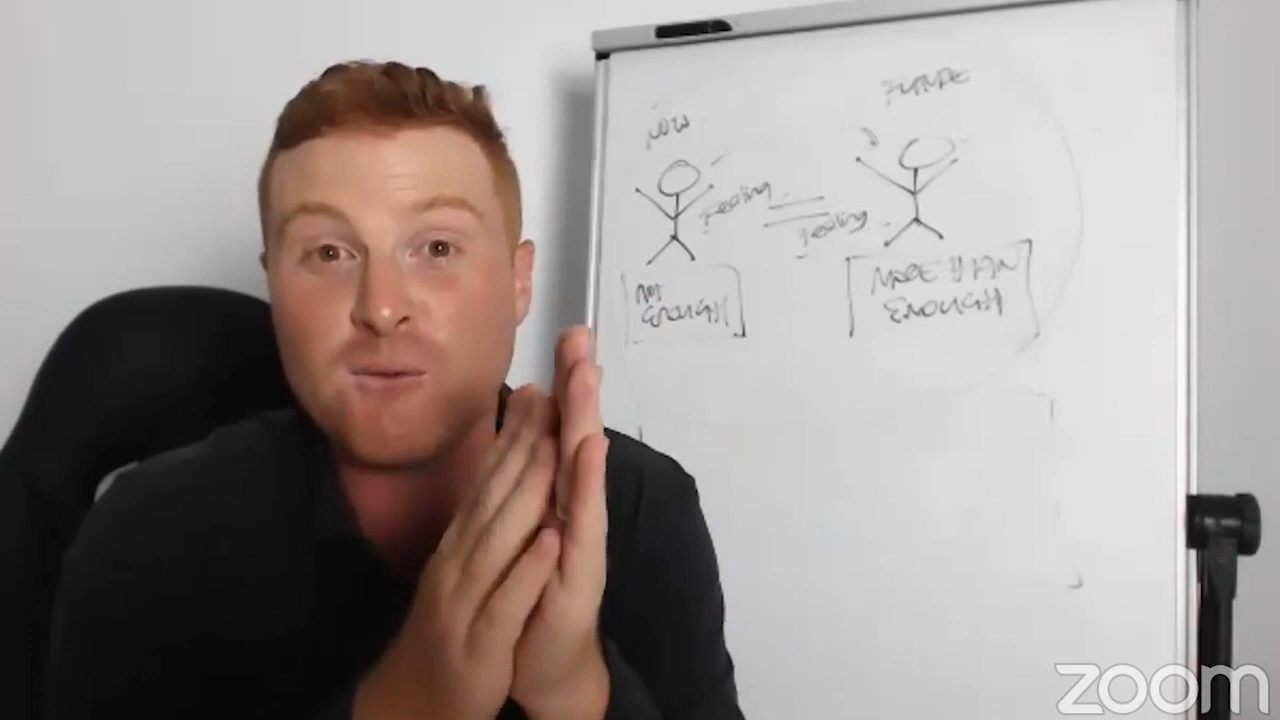 NOW
FUTURE
Feeling
Feeling
NOT
ENOUGH
MORE THAN
ENOUGH
zoom